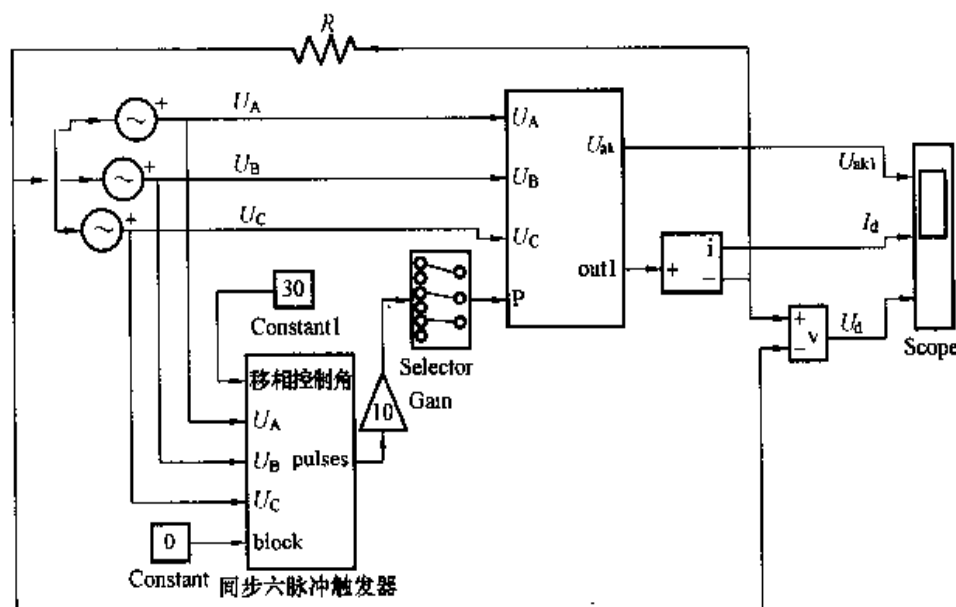 R
+
U_A
U_A
U_ak
U_ak1
+
U_B
U_B
+
U_C
U_C
I_d
i
out1
+
−
30
P
Constant1
+
v
U_d
−
Selector
Scope
移相控制角
Gain
10
U_A
U_B
pulses
U_C
0
block
Constant
同步六脉冲触发器